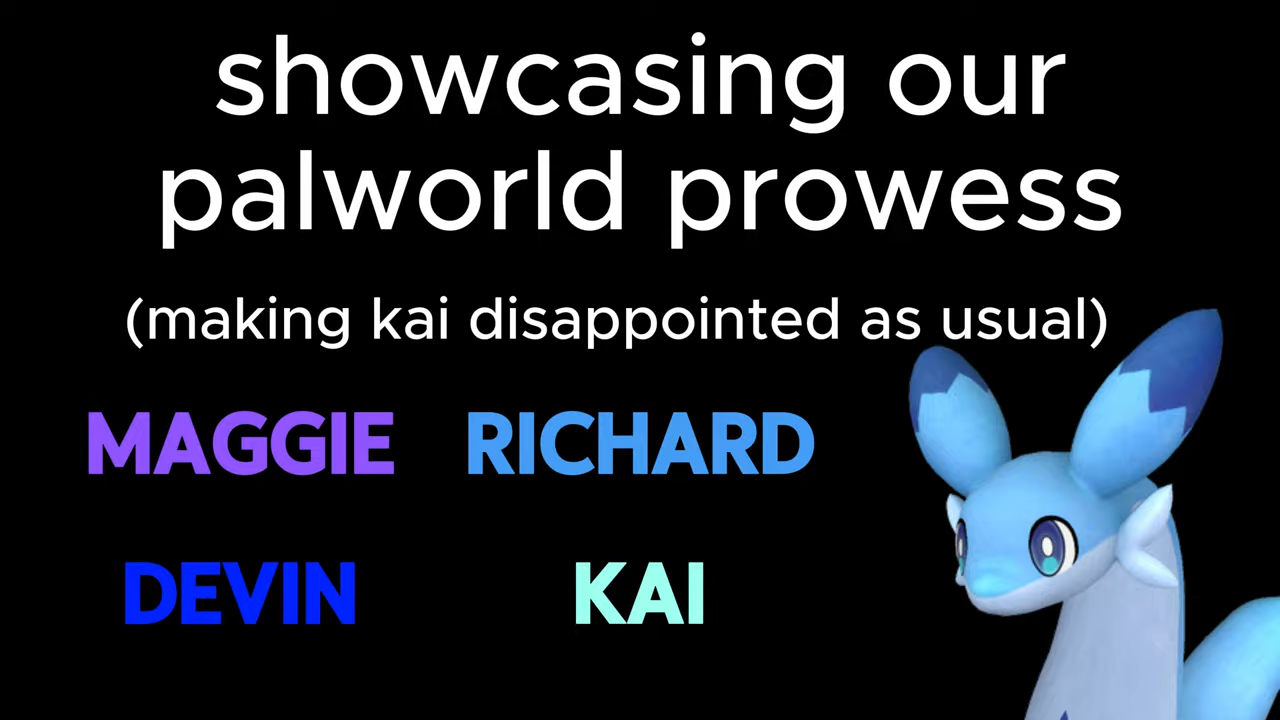 showcasing our
palworld prowess
(making kai disappointed as usual)
MAGGIE RICHARD
DEVIN KAI